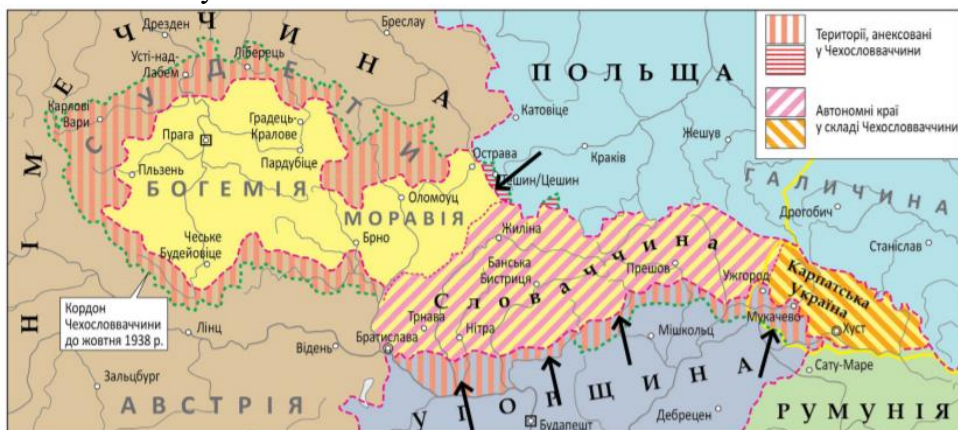 НІМЕЧЧИНА
Дрезден
Бреслау
Усті-над-
Лабем
Ліберець
СУДЕТИ
Карлові
Вари
Прага
Градець-
Кралове
Пардубіце
Пльзень
БОГЕМІЯ
Чеське
Будейовіце
МОРАВІЯ
Оломоуц
Брно
Острава
Цешин/Цешин
ПОЛЬЩА
Катовіце
Краків
Жешув
ГАЛИЧИНА
Дрогобич
Станіслав
Території, анексовані
у Чехословаччини
Автономні краї
у складі Чехословаччини
Жиліна
Банська
Бистриця
Словаччина
Прешов
Трнава
Нітра
Братислава
Ужгород
Мукачево
Карпатська
Україна
Хуст
Кордон
Чехословаччини
до жовтня 1938 р.
Лінц
Відень
Зальцбург
АВСТРІЯ
УГОРЩИНА
Мішкольц
Будапешт
Дебрецен
Сату-Маре
РУМУНІЯ